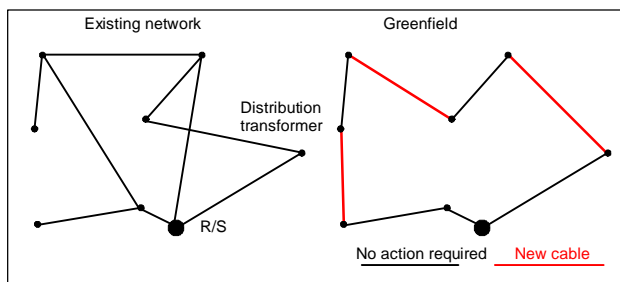 Existing network
Greenfield
Distribution
transformer
R/S
No action required
New cable